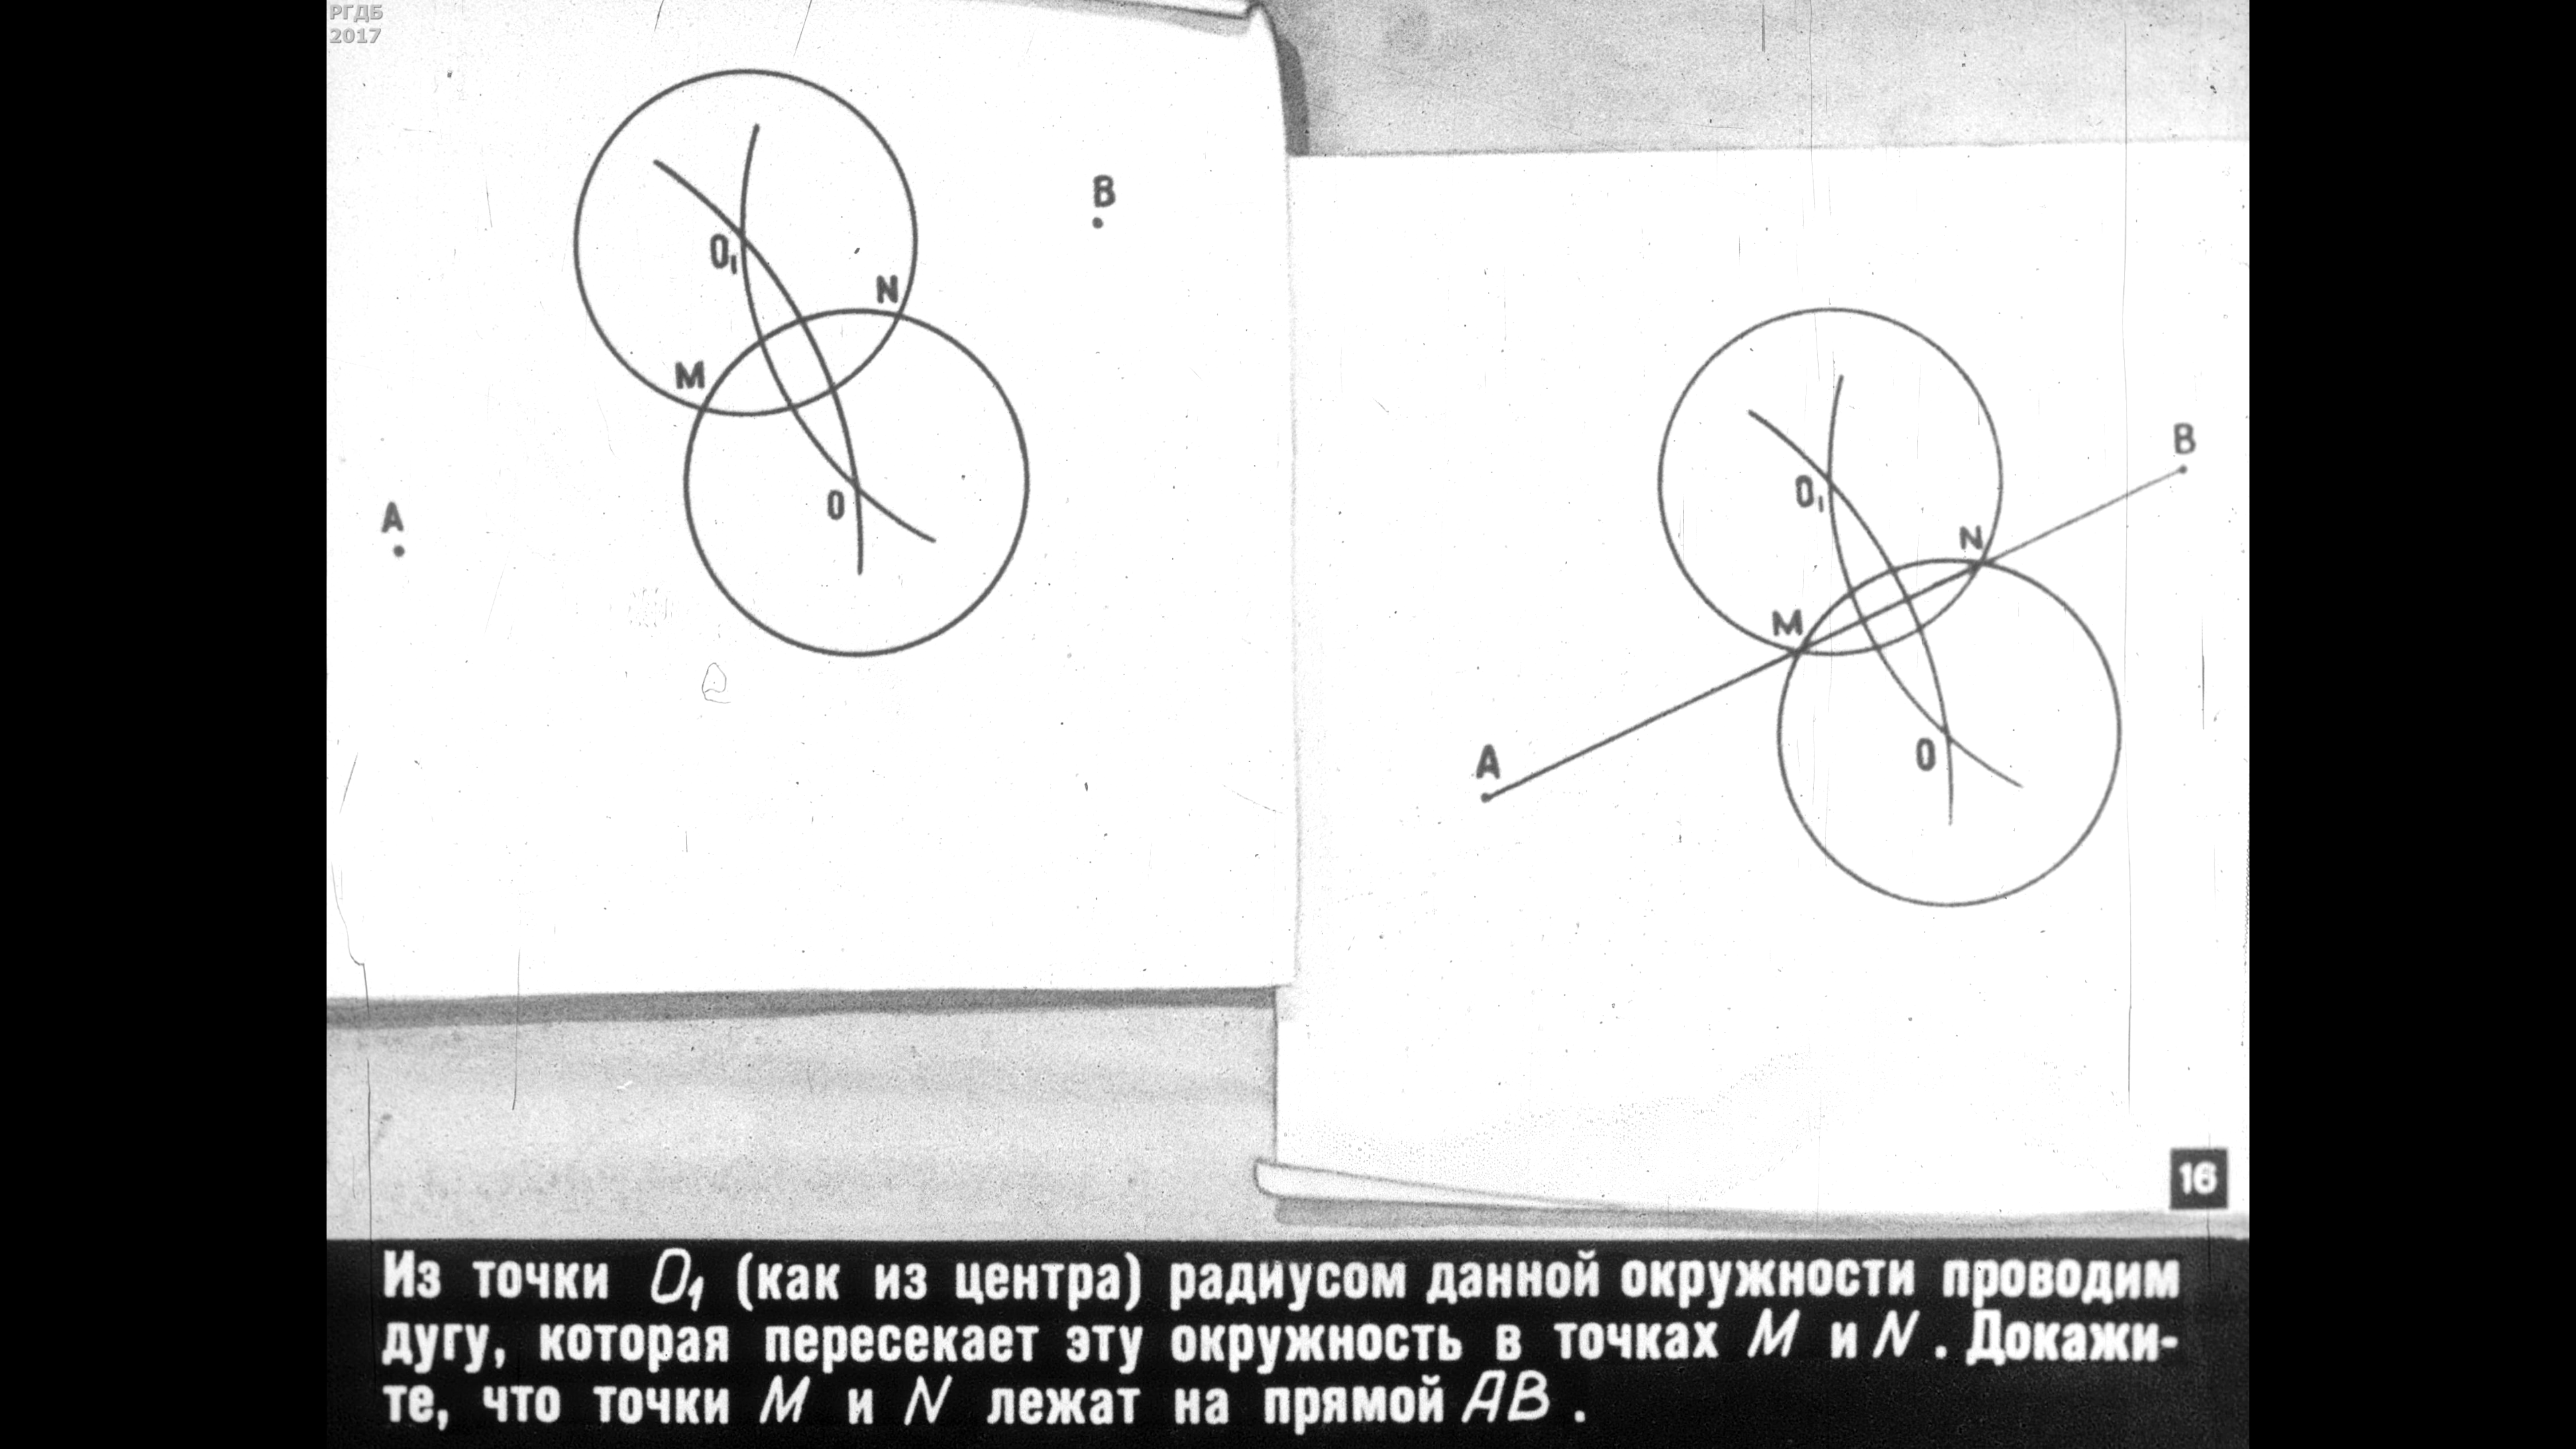 РГДБ
2017
B
O₁
N
M
A
O
B
O₁
N
M
A
O
16
Из точки O₁ (как из центра) радиусом данной окружности проводим
дугу, которая пересекает эту окружность в точках M и N. Докажи-
те, что точки M и N лежат на прямой AB.